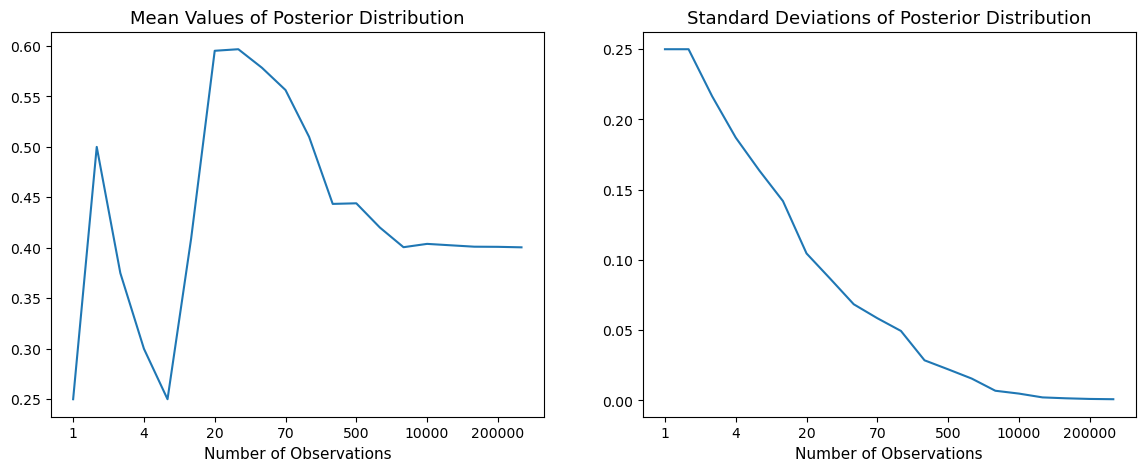 Mean Values of Posterior Distribution
0.60
0.55
0.50
0.45
0.40
0.35
0.30
0.25
1 4 20 70 500 10000 200000
Number of Observations
Standard Deviations of Posterior Distribution
0.25
0.20
0.15
0.10
0.05
0.00
1 4 20 70 500 10000 200000
Number of Observations